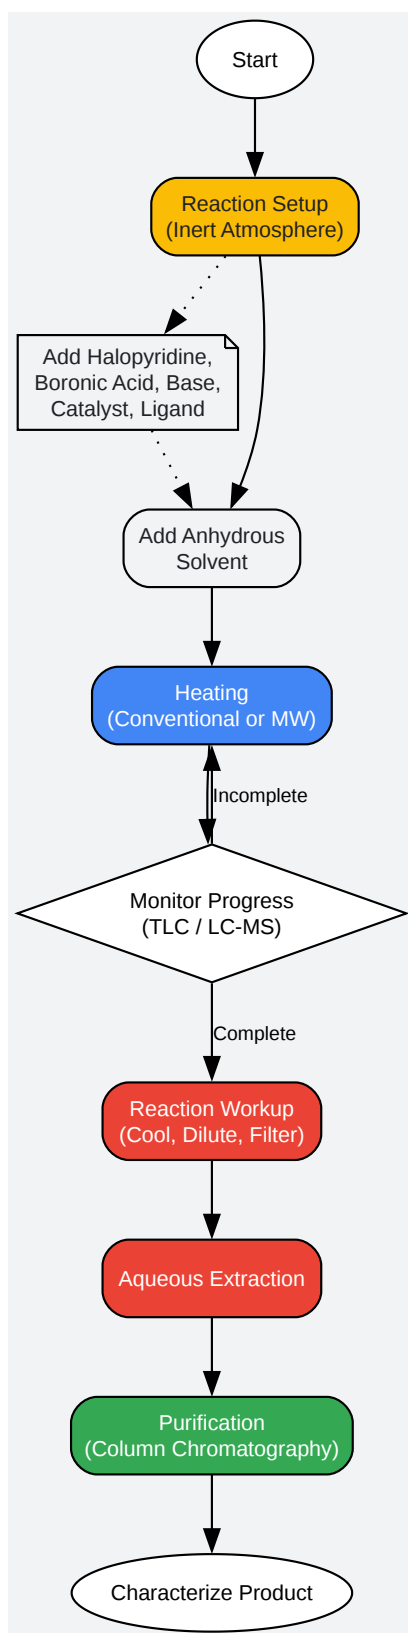 Start
Reaction Setup
(Inert Atmosphere)
Add Halopyridine,
Boronic Acid, Base,
Catalyst, Ligand
Add Anhydrous
Solvent
Heating
(Conventional or MW)
Incomplete
Monitor Progress
(TLC / LC-MS)
Complete
Reaction Workup
(Cool, Dilute, Filter)
Aqueous Extraction
Purification
(Column Chromatography)
Characterize Product